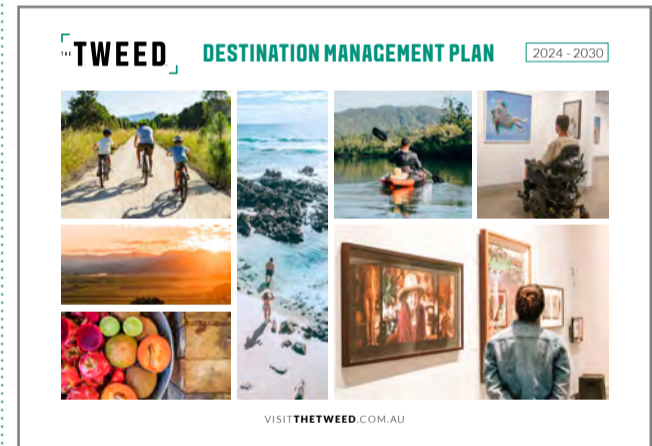 THE TWEED
DESTINATION MANAGEMENT PLAN
2024 - 2030
VISITTHETWEED.COM.AU